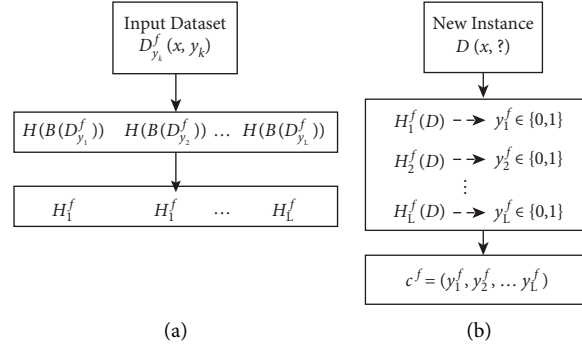 Input Dataset
D^f_{y_k} (x, y_k)
H(B(D^f_{y_1})) H(B(D^f_{y_2})) … H(B(D^f_{y_L}))
H^f_1 H^f_1 … H^f_L
(a)
New Instance
D (x, ?)
H^f_1(D) → y^f_1 ∈ {0,1}
H^f_2(D) → y^f_2 ∈ {0,1}
⋮
H^f_L(D) → y^f_L ∈ {0,1}
c^f = (y^f_1, y^f_2, … y^f_L)
(b)